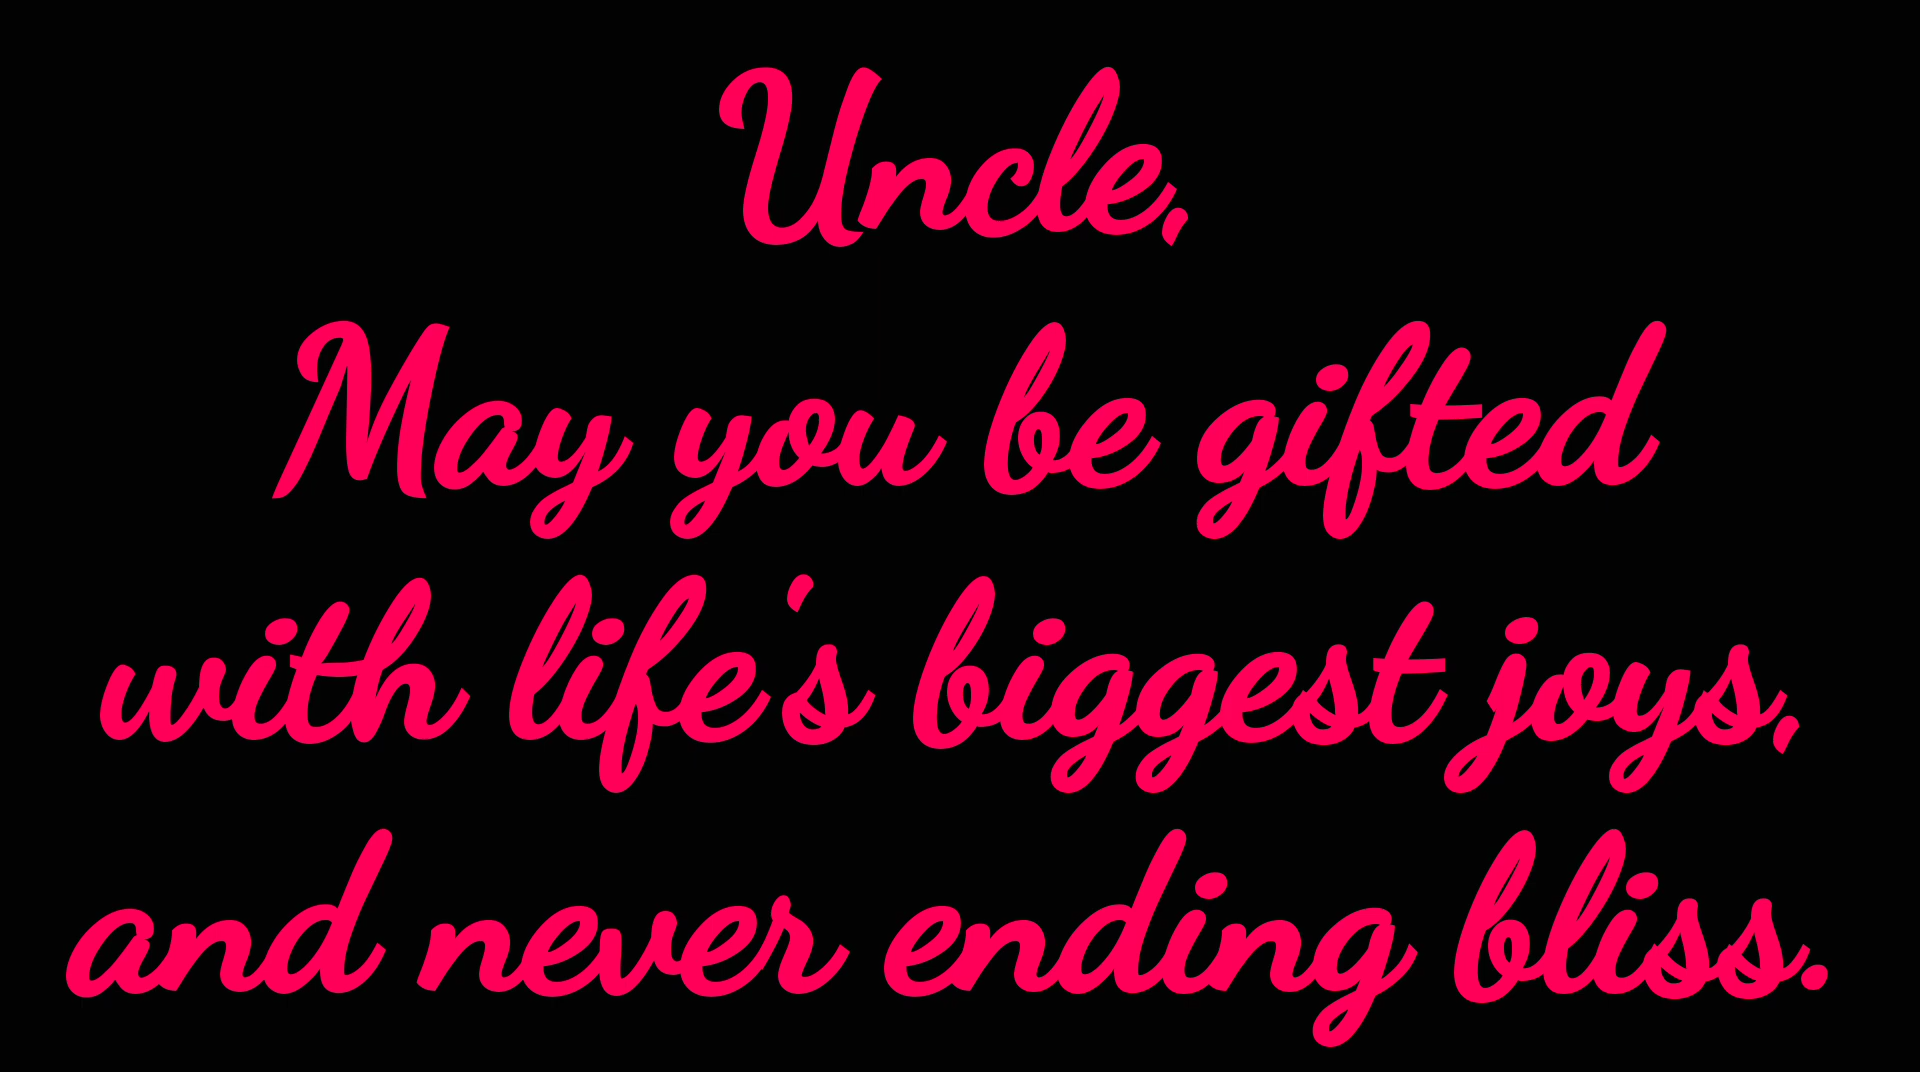 Uncle,
May you be gifted
with life's biggest joys,
and never ending bliss.